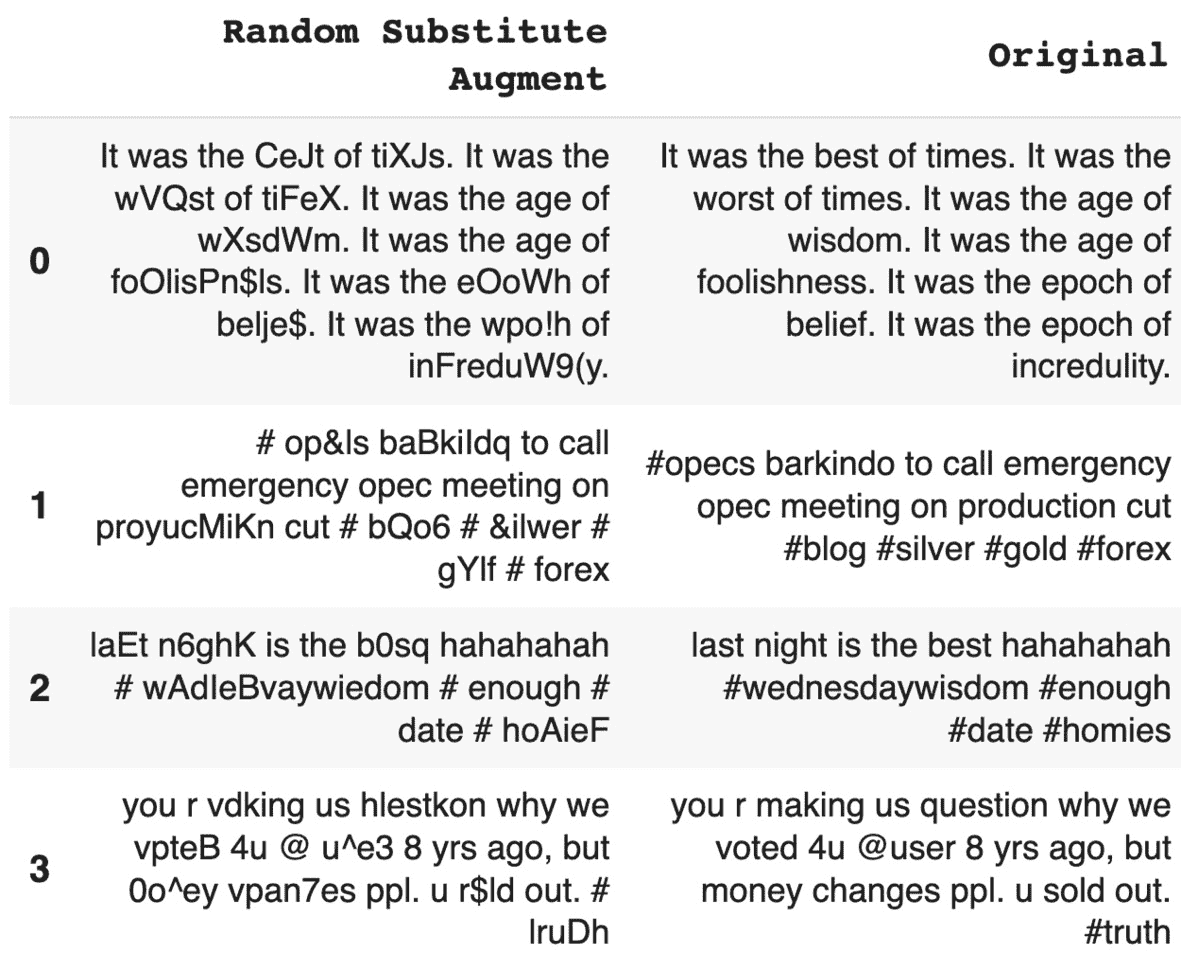 Random Substitute
Augment
Original
0
It was the CeJt of tiXJs. It was the
wVQst of tiFeX. It was the age of
wXsdWm. It was the age of
foOlisPn$ls. It was the eOoWh of
belje$. It was the wpo!h of
inFreduW9(y.
It was the best of times. It was the
worst of times. It was the age of
wisdom. It was the age of
foolishness. It was the epoch of
belief. It was the epoch of
incredulity.
1
# op&ls baBkildq to call
emergency opec meeting on
proyucMiKn cut # bQo6 # &ilwer #
gYlf # forex
#opecs barkindo to call emergency
opec meeting on production cut
#blog #silver #gold #forex
2
laEt n6ghK is the b0sq hahahahah
# wAdleBvaywiedom # enough #
date # hoAieF
last night is the best hahahahah
#wednesdaywisdom #enough
#date #homies
3
you r vdking us hlestkon why we
vpteB 4u @ u^e3 8 yrs ago, but
0o^ey vpan7es ppl. u r$ld out. #
lruDh
you r making us question why we
voted 4u @user 8 yrs ago, but
money changes ppl. u sold out.
#truth